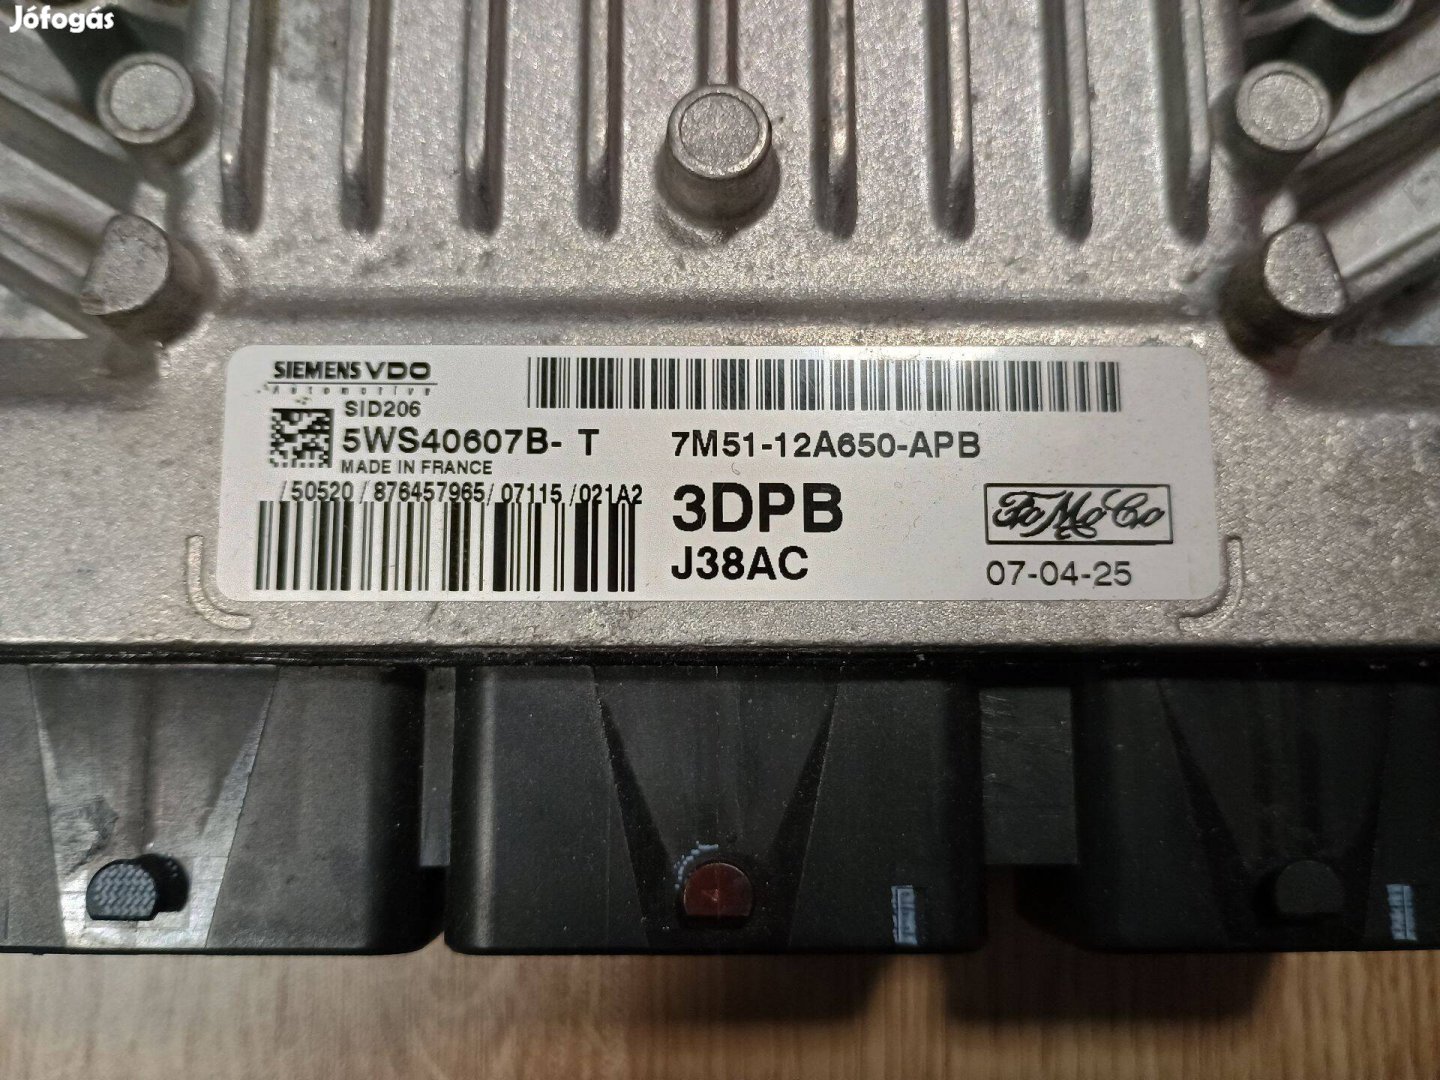 Jófogás
SIEMENS VDO
Automotive
SID206
5WS40607B- T
7M51-12A650-APB
MADE IN FRANCE
/50520/876457965/07115/021A2
3DPB
FoMoCo
J38AC
07-04-25